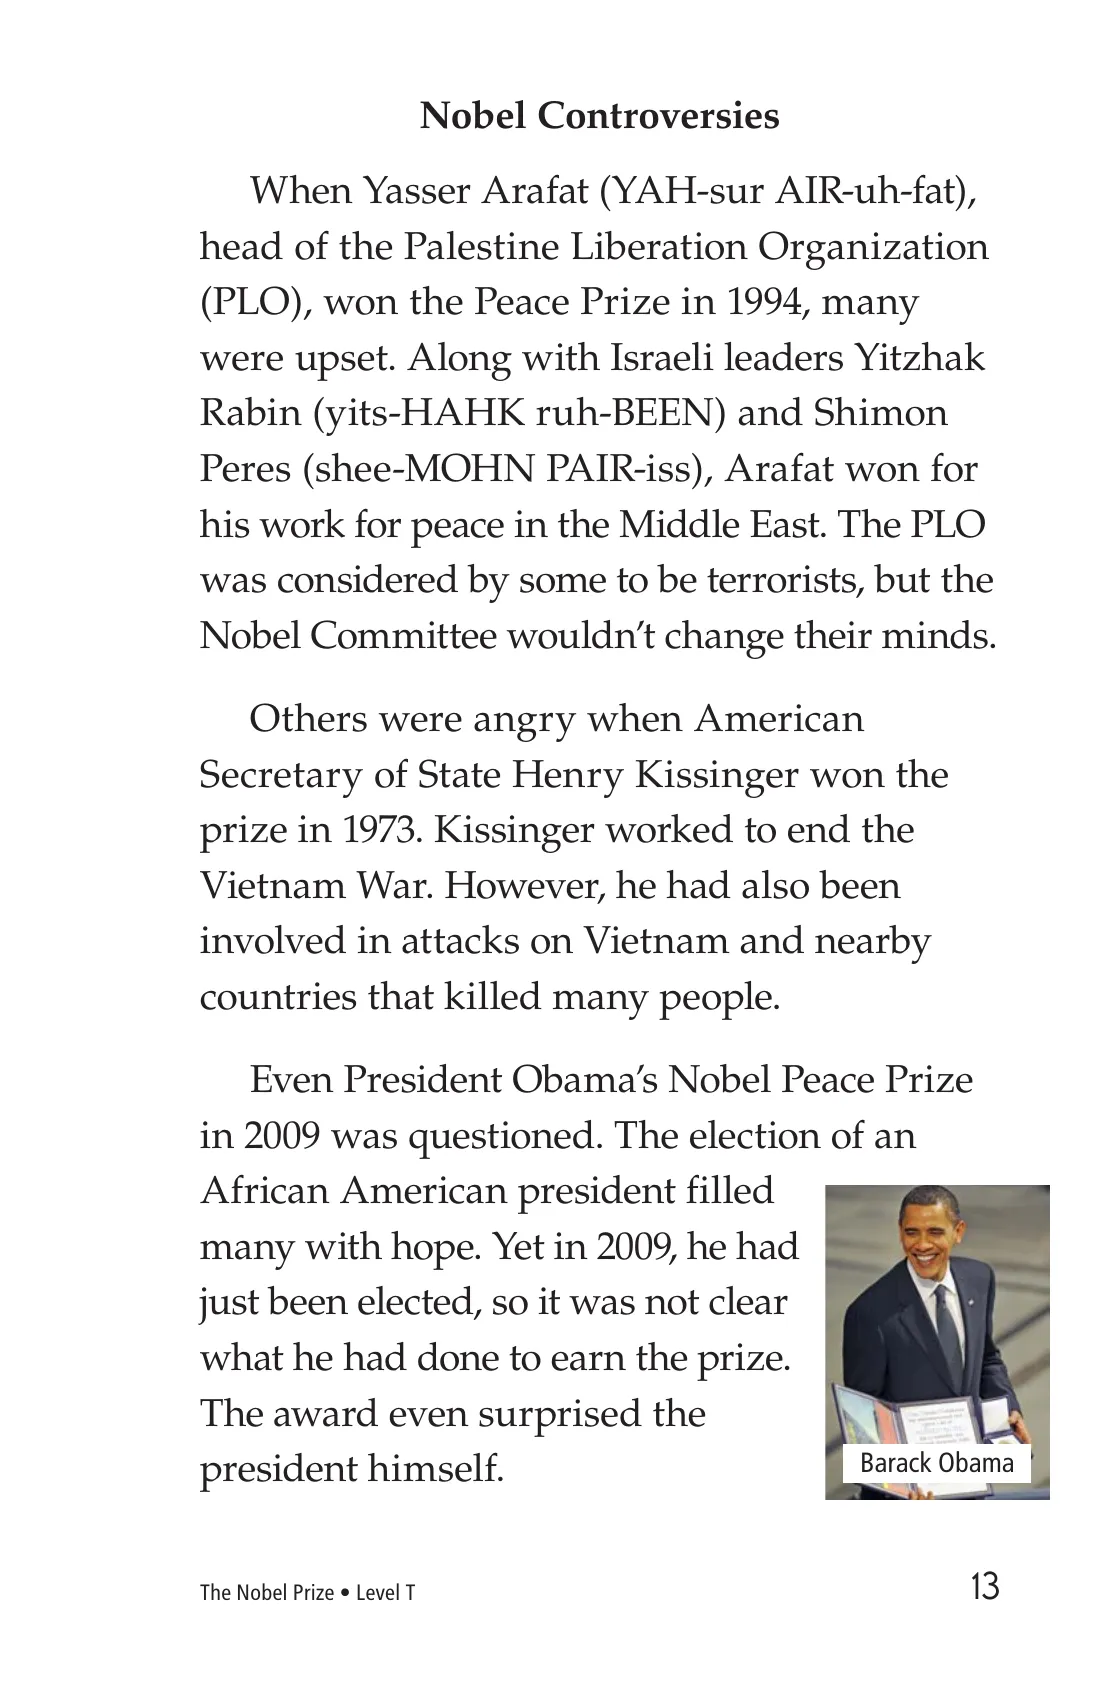 Nobel Controversies
When Yasser Arafat (YAH-sur AIR-uh-fat),
head of the Palestine Liberation Organization
(PLO), won the Peace Prize in 1994, many
were upset. Along with Israeli leaders Yitzhak
Rabin (yits-HAHK ruh-BEEN) and Shimon
Peres (shee-MOHN PAIR-iss), Arafat won for
his work for peace in the Middle East. The PLO
was considered by some to be terrorists, but the
Nobel Committee wouldn’t change their minds.
Others were angry when American
Secretary of State Henry Kissinger won the
prize in 1973. Kissinger worked to end the
Vietnam War. However, he had also been
involved in attacks on Vietnam and nearby
countries that killed many people.
Even President Obama’s Nobel Peace Prize
in 2009 was questioned. The election of an
African American president filled
many with hope. Yet in 2009, he had
just been elected, so it was not clear
what he had done to earn the prize.
The award even surprised the
president himself.
Barack Obama
The Nobel Prize • Level T
13